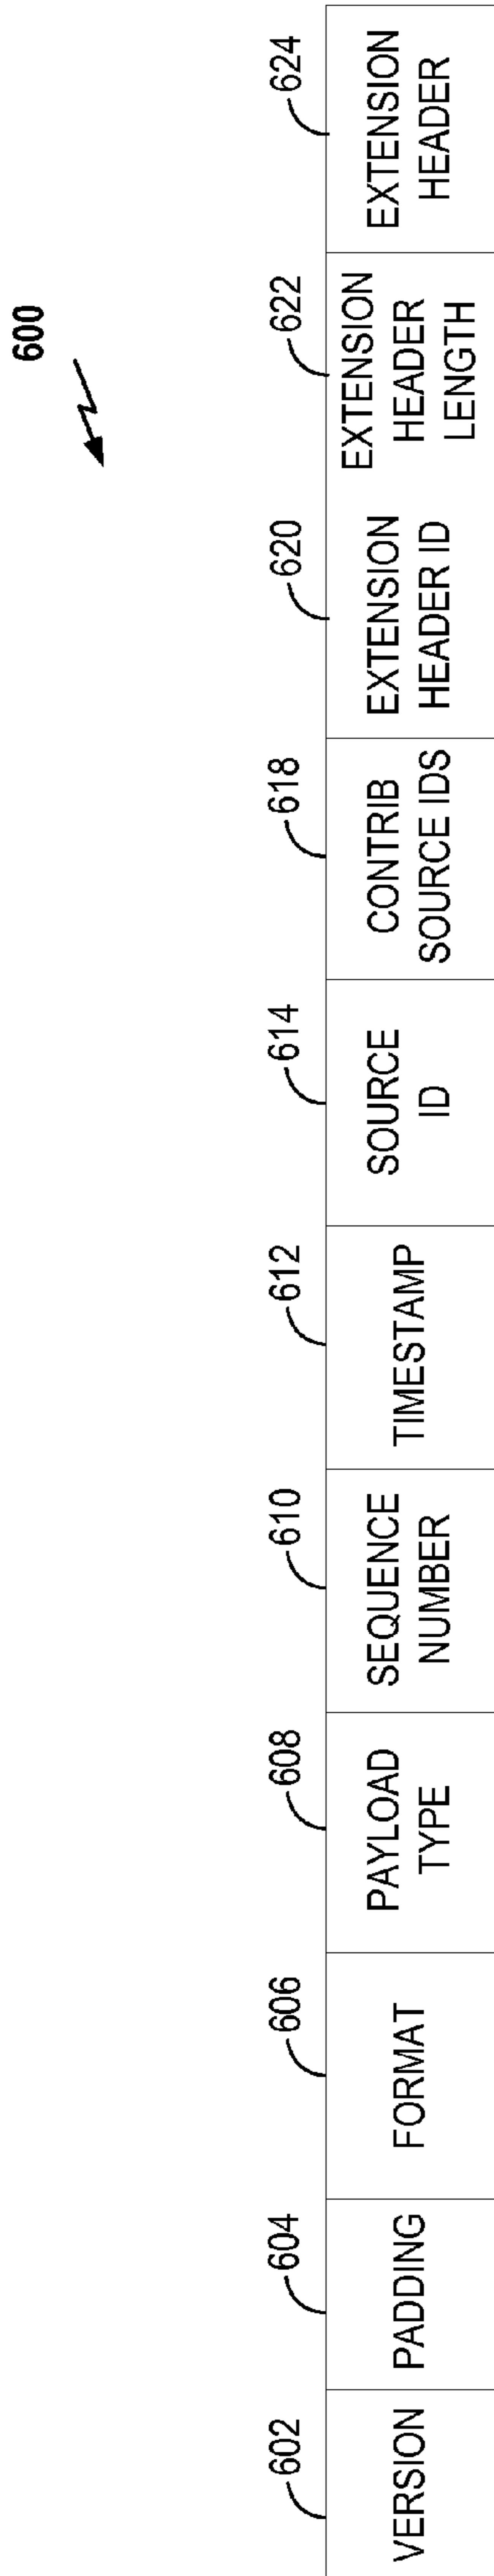 600
602
604
606
608
610
612
614
618
620
622
624
VERSION
PADDING
FORMAT
PAYLOAD
TYPE
SEQUENCE
NUMBER
TIMESTAMP
SOURCE
ID
CONTRIB
SOURCE IDS
EXTENSION
HEADER ID
EXTENSION
HEADER
LENGTH
EXTENSION
HEADER